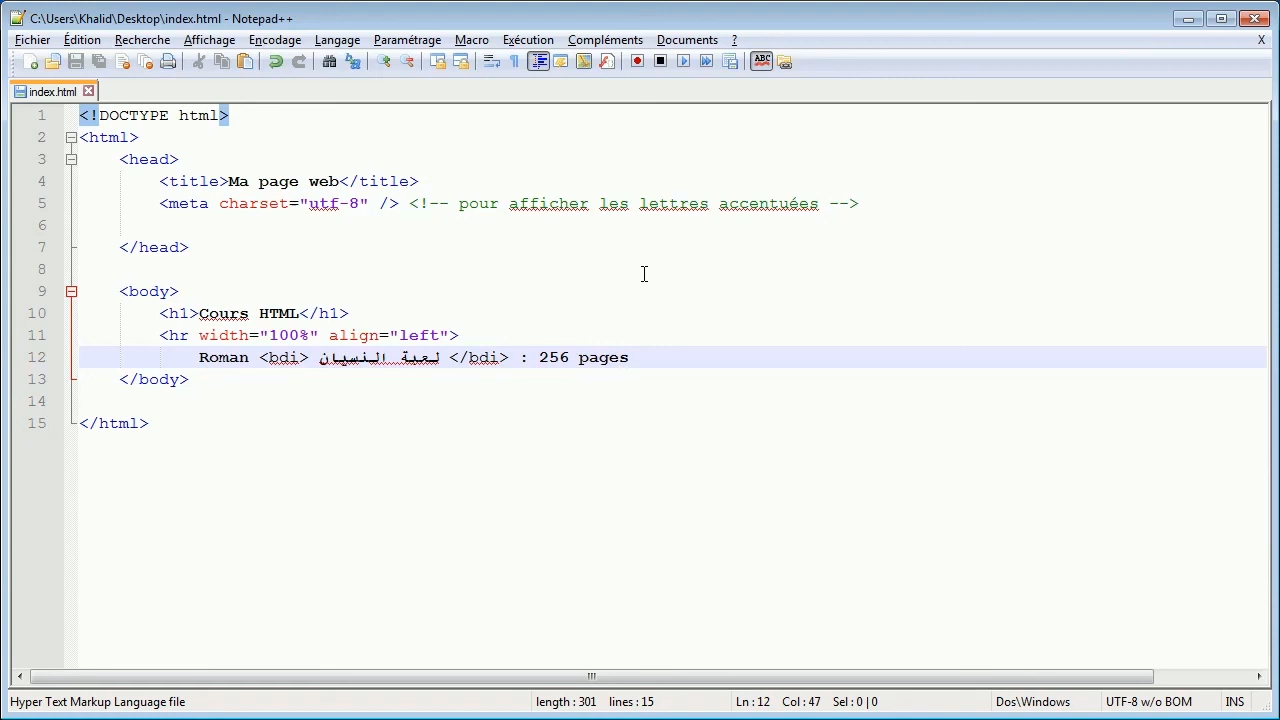 C:\Users\Khalid\Desktop\index.html - Notepad++
Fichier Édition Recherche Affichage Encodage Langage Paramétrage Macro Exécution Compléments Documents ? X
ABC
index.html
1 <!DOCTYPE html>
2 <html>
3 <head>
4 <title>Ma page web</title>
5 <meta charset="utf-8" /> <!-- pour afficher les lettres accentuées -->
6
7 </head>
8
9 <body>
10 <h1>Cours HTML</h1>
11 <hr width="100%" align="left">
12 Roman <bdi> لعبة النسيان </bdi> : 256 pages
13 </body>
14
15 </html>
Hyper Text Markup Language file length : 301 lines : 15 Ln : 12 Col : 47 Sel : 0 | 0 Dos\Windows UTF-8 w/o BOM INS